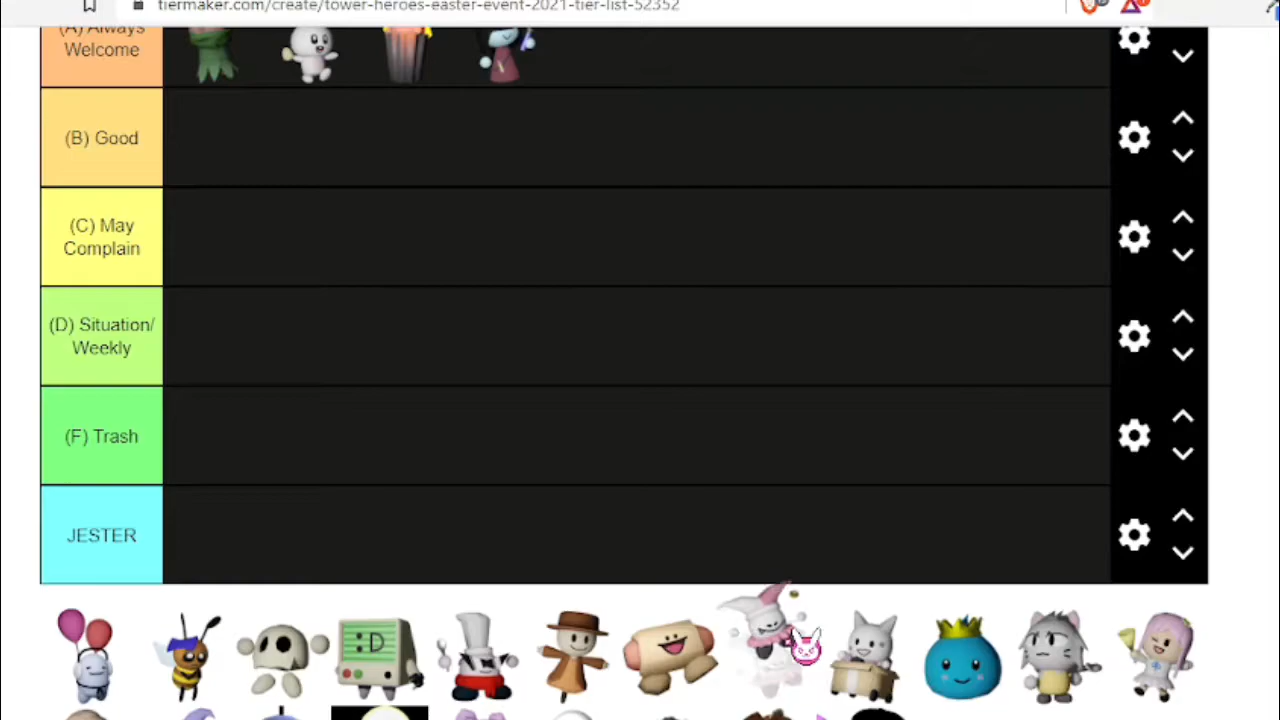 tiermaker.com/create/tower-heroes-easter-event-2021-tier-list-52352
(A) Always
Welcome
(B) Good
(C) May
Complain
(D) Situation/
Weekly
(F) Trash
JESTER
:D